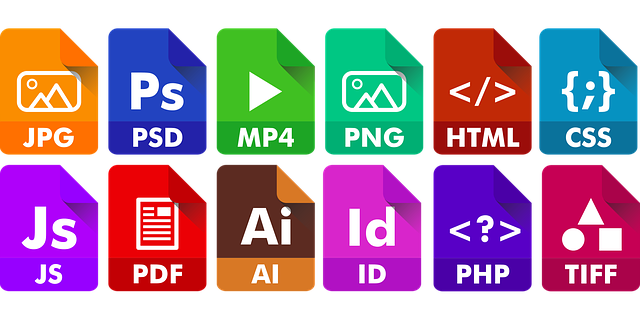 Ps
</>
{;}
JPG
PSD
MP4
PNG
HTML
CSS
Js
Ai
Id
<?>
JS
PDF
AI
ID
PHP
TIFF